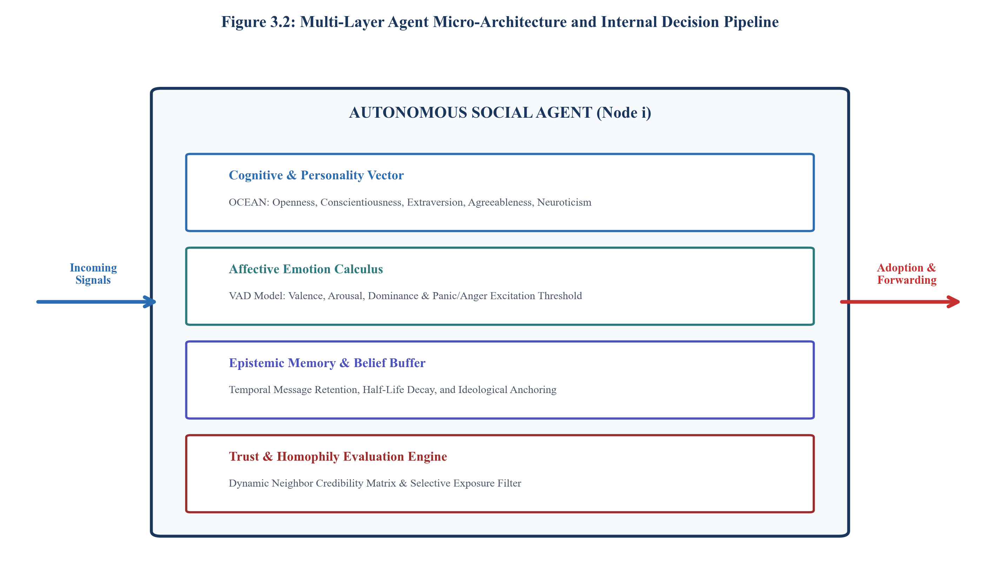 Figure 3.2: Multi-Layer Agent Micro-Architecture and Internal Decision Pipeline
AUTONOMOUS SOCIAL AGENT (Node i)
Cognitive & Personality Vector
OCEAN: Openness, Conscientiousness, Extraversion, Agreeableness, Neuroticism
Incoming
Signals
Affective Emotion Calculus
VAD Model: Valence, Arousal, Dominance & Panic/Anger Excitation Threshold
Adoption &
Forwarding
Epistemic Memory & Belief Buffer
Temporal Message Retention, Half-Life Decay, and Ideological Anchoring
Trust & Homophily Evaluation Engine
Dynamic Neighbor Credibility Matrix & Selective Exposure Filter